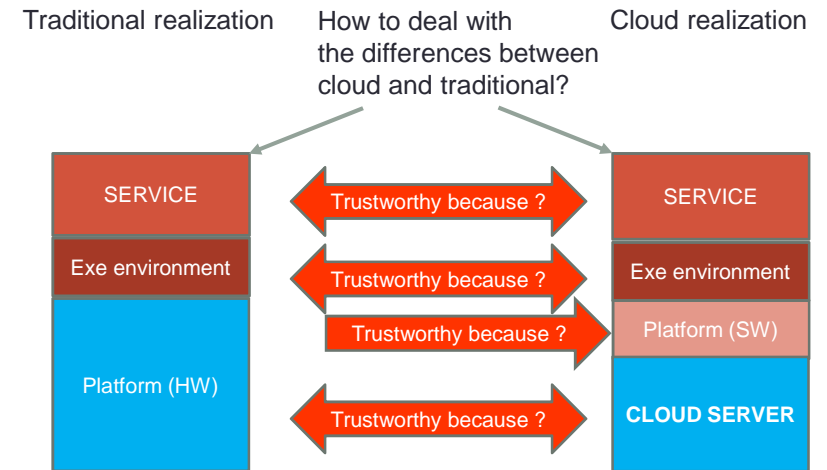 Traditional realization
How to deal with
the differences between
cloud and traditional?
Cloud realization
SERVICE
Trustworthy because ?
SERVICE
Exe environment
Trustworthy because ?
Exe environment
Trustworthy because ?
Platform (SW)
Platform (HW)
Trustworthy because ?
CLOUD SERVER